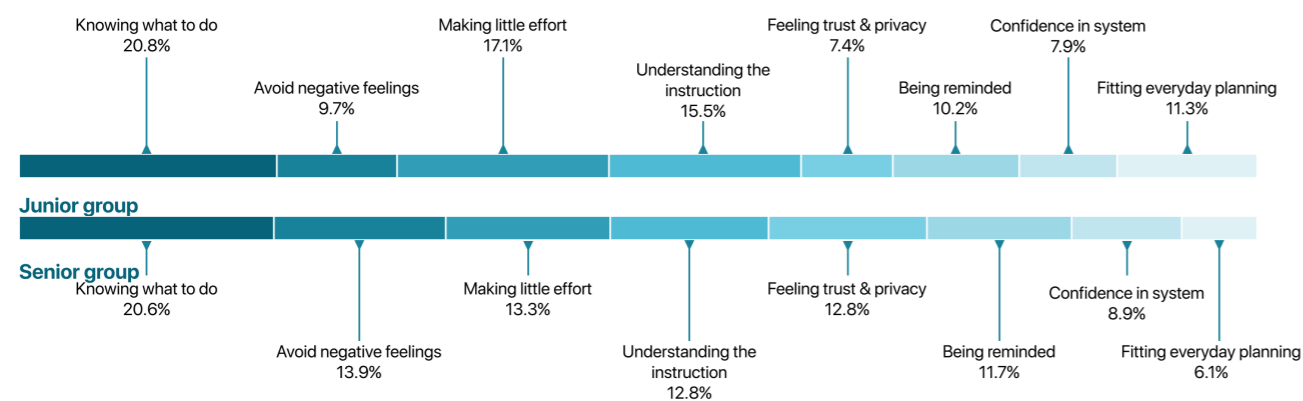 Knowing what to do
20.8%
Avoid negative feelings
9.7%
Making little effort
17.1%
Understanding the
instruction
15.5%
Feeling trust & privacy
7.4%
Being reminded
10.2%
Confidence in system
7.9%
Fitting everyday planning
11.3%
Junior group
Senior group
Knowing what to do
20.6%
Avoid negative feelings
13.9%
Making little effort
13.3%
Understanding the
instruction
12.8%
Feeling trust & privacy
12.8%
Being reminded
11.7%
Confidence in system
8.9%
Fitting everyday planning
6.1%